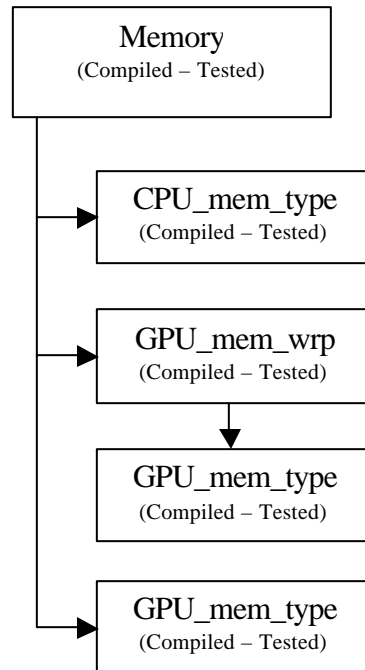 Memory
(Compiled – Tested)
CPU_mem_type
(Compiled – Tested)
GPU_mem_wrp
(Compiled – Tested)
GPU_mem_type
(Compiled – Tested)
GPU_mem_type
(Compiled – Tested)